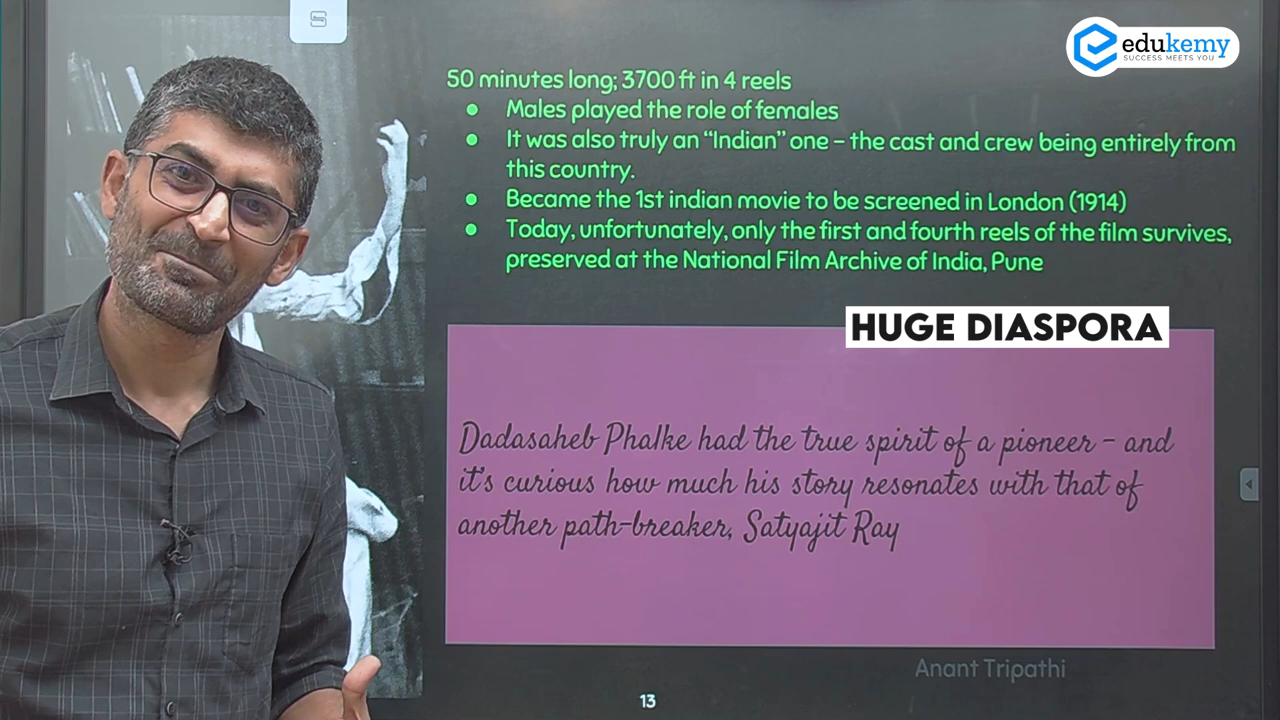 edukemy
SUCCESS MEETS YOU
50 minutes long; 3700 ft in 4 reels
● Males played the role of females
● It was also truly an “Indian” one – the cast and crew being entirely from
this country.
● Became the 1st indian movie to be screened in London (1914)
● Today, unfortunately, only the first and fourth reels of the film survives,
preserved at the National Film Archive of India, Pune
HUGE DIASPORA
Dadasaheb Phalke had the true spirit of a pioneer – and
it's curious how much his story resonates with that of
another path-breaker, Satyajit Ray
Anant Tripathi
13